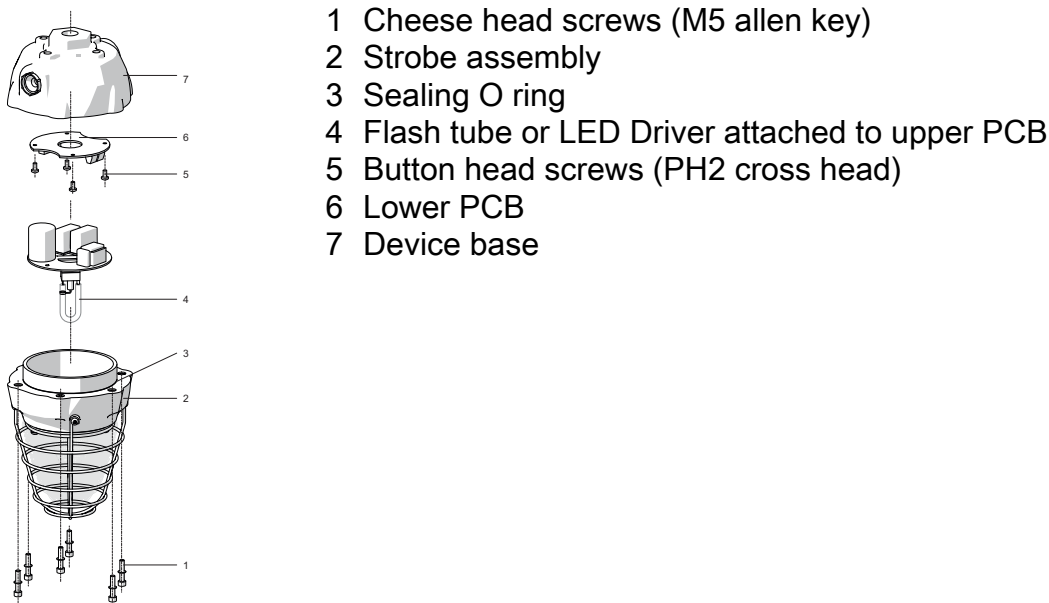 1 Cheese head screws (M5 allen key)
2 Strobe assembly
3 Sealing O ring
4 Flash tube or LED Driver attached to upper PCB
5 Button head screws (PH2 cross head)
6 Lower PCB
7 Device base
7
6
5
4
3
2
1